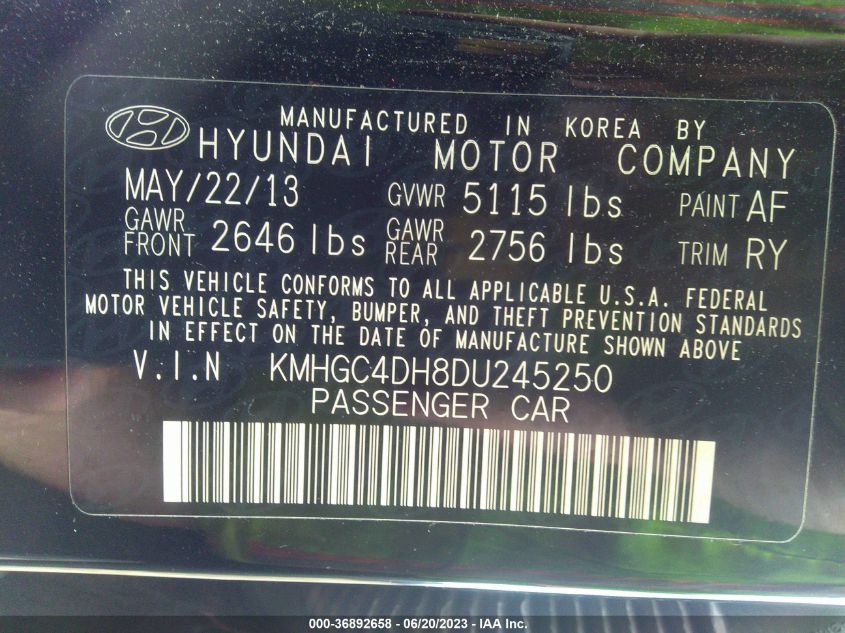 MANUFACTURED IN KOREA BY
HYUNDAI MOTOR COMPANY
MAY/22/13 GVWR 5115 lbs PAINT AF
GAWR FRONT 2646 lbs GAWR REAR 2756 lbs TRIM RY
THIS VEHICLE CONFORMS TO ALL APPLICABLE U.S.A. FEDERAL
MOTOR VEHICLE SAFETY, BUMPER, AND THEFT PREVENTION STANDARDS
IN EFFECT ON THE DATE OF MANUFACTURE SHOWN ABOVE
V.I.N KMHGC4DH8DU245250
PASSENGER CAR
000-36892658 - 06/20/2023 - IAA Inc.